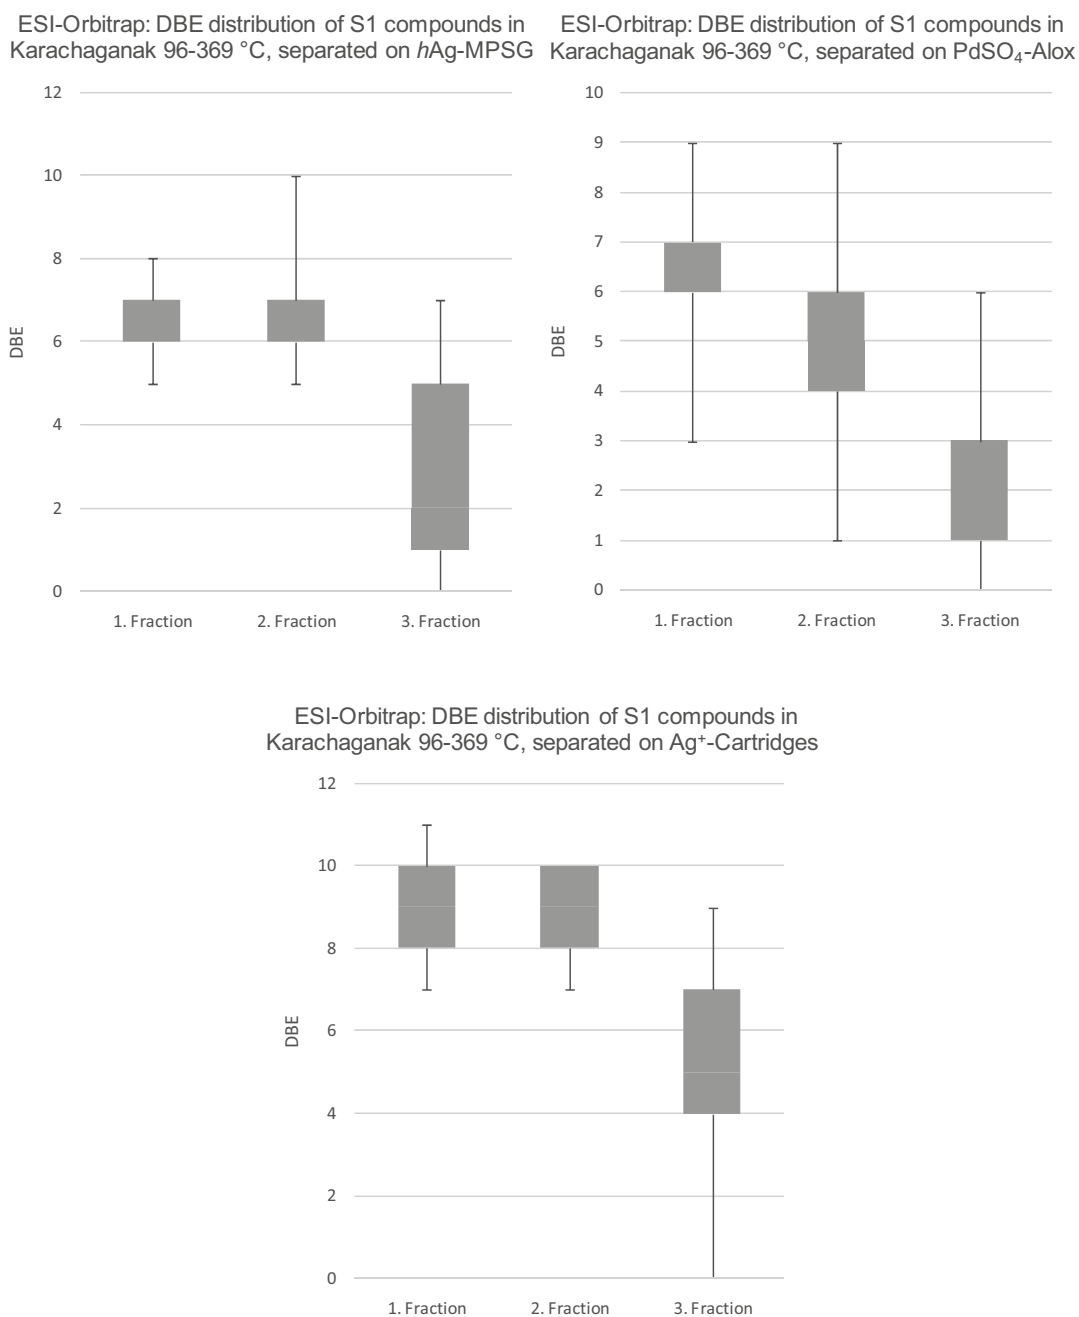 ESI-Orbitrap: DBE distribution of S1 compounds in
Karachaganak 96-369 °C, separated on hAg-MPSG
12
10
8
6
4
2
0
DBE
1. Fraction 2. Fraction 3. Fraction
ESI-Orbitrap: DBE distribution of S1 compounds in
Karachaganak 96-369 °C, separated on PdSO₄-Alox
10
9
8
7
6
5
4
3
2
1
0
DBE
1. Fraction 2. Fraction 3. Fraction
ESI-Orbitrap: DBE distribution of S1 compounds in
Karachaganak 96-369 °C, separated on Ag⁺-Cartridges
12
10
8
6
4
2
0
DBE
1. Fraction 2. Fraction 3. Fraction